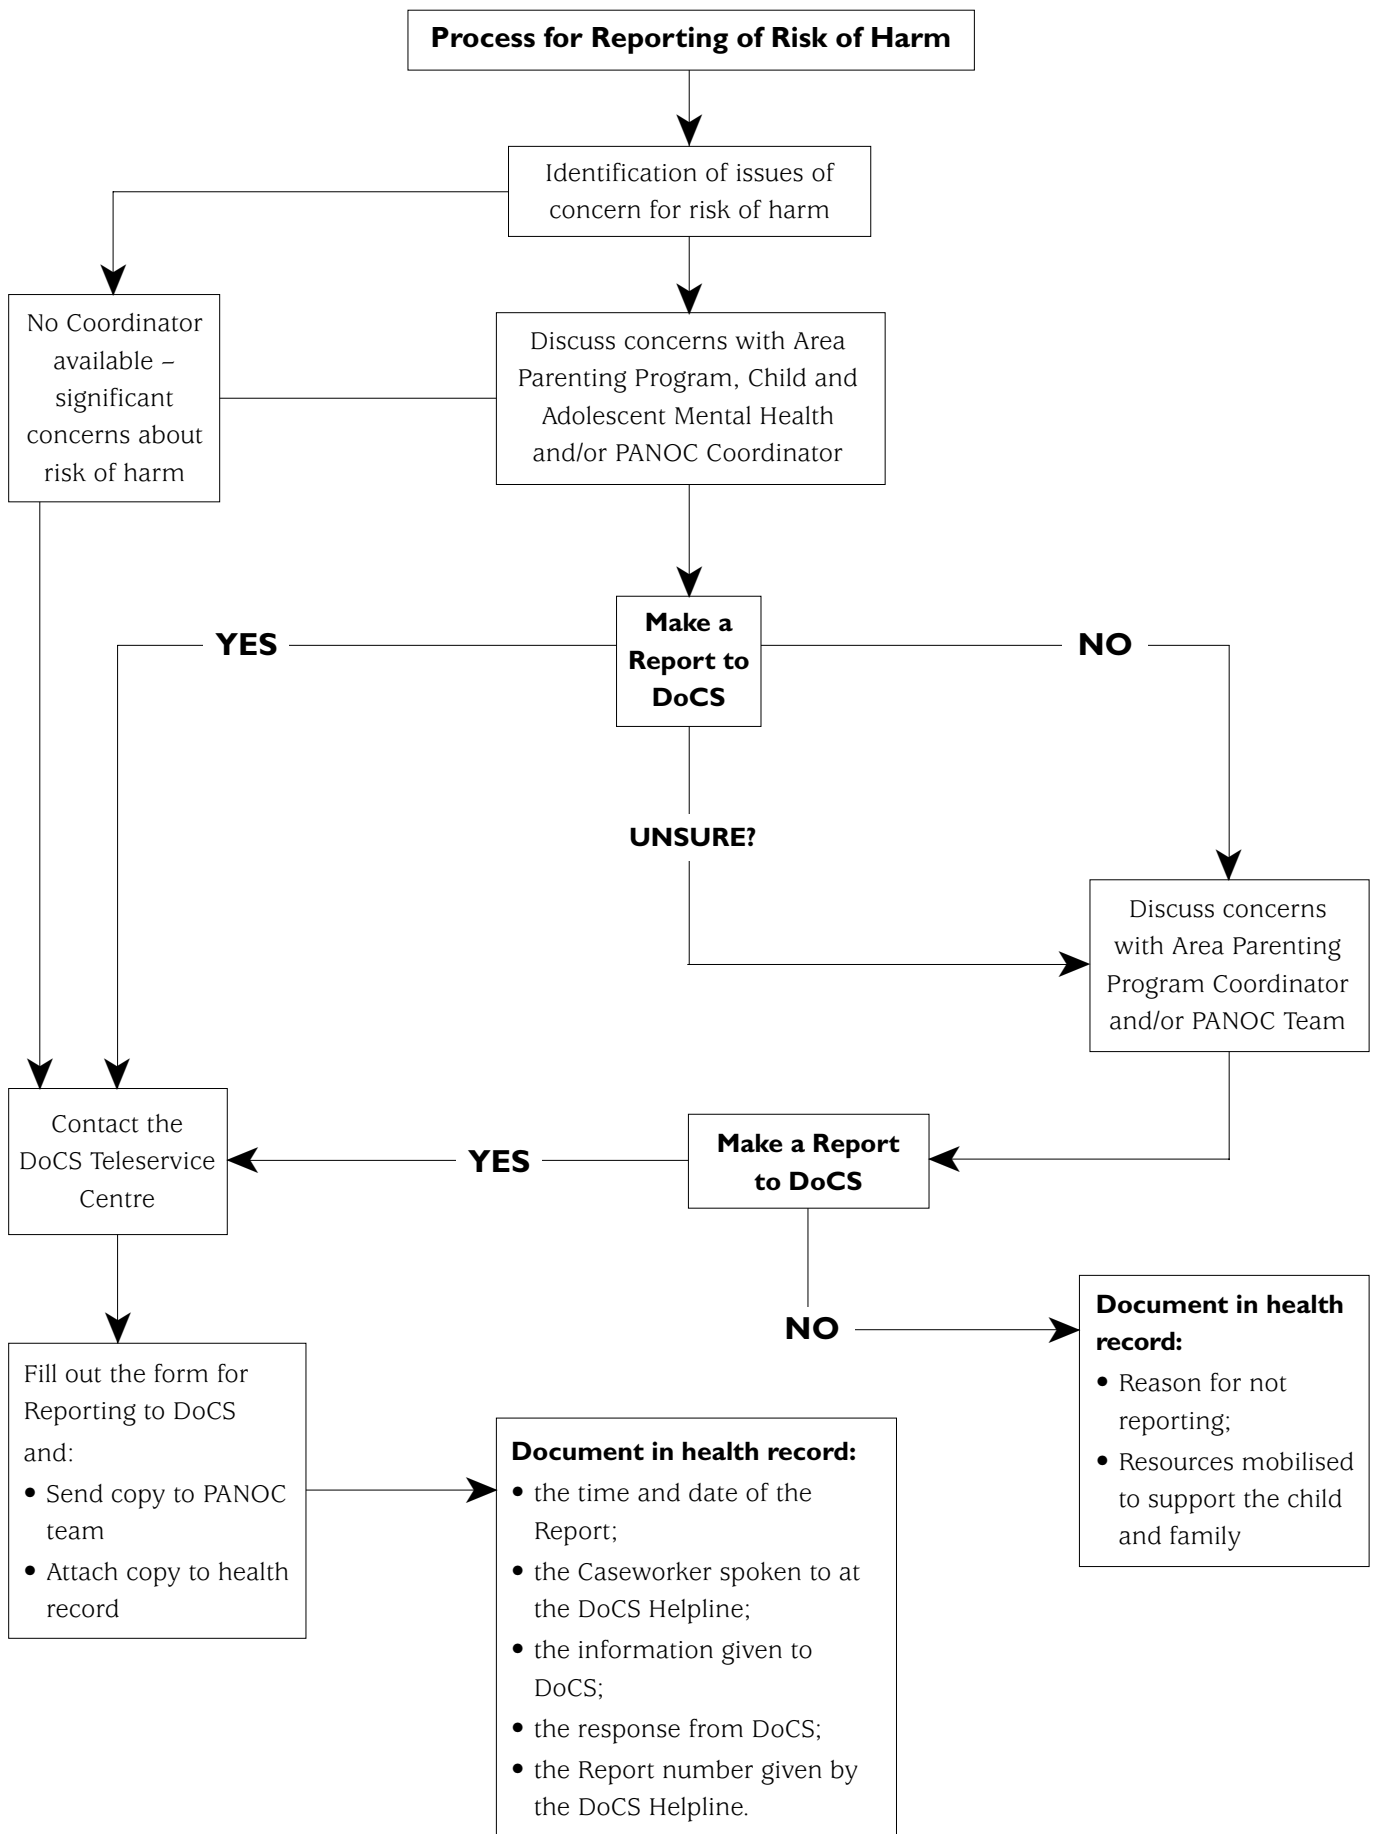 Process for Reporting of Risk of Harm
Identification of issues of
concern for risk of harm
No Coordinator
available –
significant
concerns about
risk of harm
Discuss concerns with Area
Parenting Program, Child and
Adolescent Mental Health
and/or PANOC Coordinator
Make a
Report to
DoCS
YES
NO
UNSURE?
Discuss concerns
with Area Parenting
Program Coordinator
and/or PANOC Team
Contact the
DoCS Teleservice
Centre
YES
Make a Report
to DoCS
NO
Document in health
record:
• Reason for not
reporting;
• Resources mobilised
to support the child
and family
Fill out the form for
Reporting to DoCS
and:
• Send copy to PANOC
team
• Attach copy to health
record
Document in health record:
• the time and date of the
Report;
• the Caseworker spoken to at
the DoCS Helpline;
• the information given to
DoCS;
• the response from DoCS;
• the Report number given by
the DoCS Helpline.